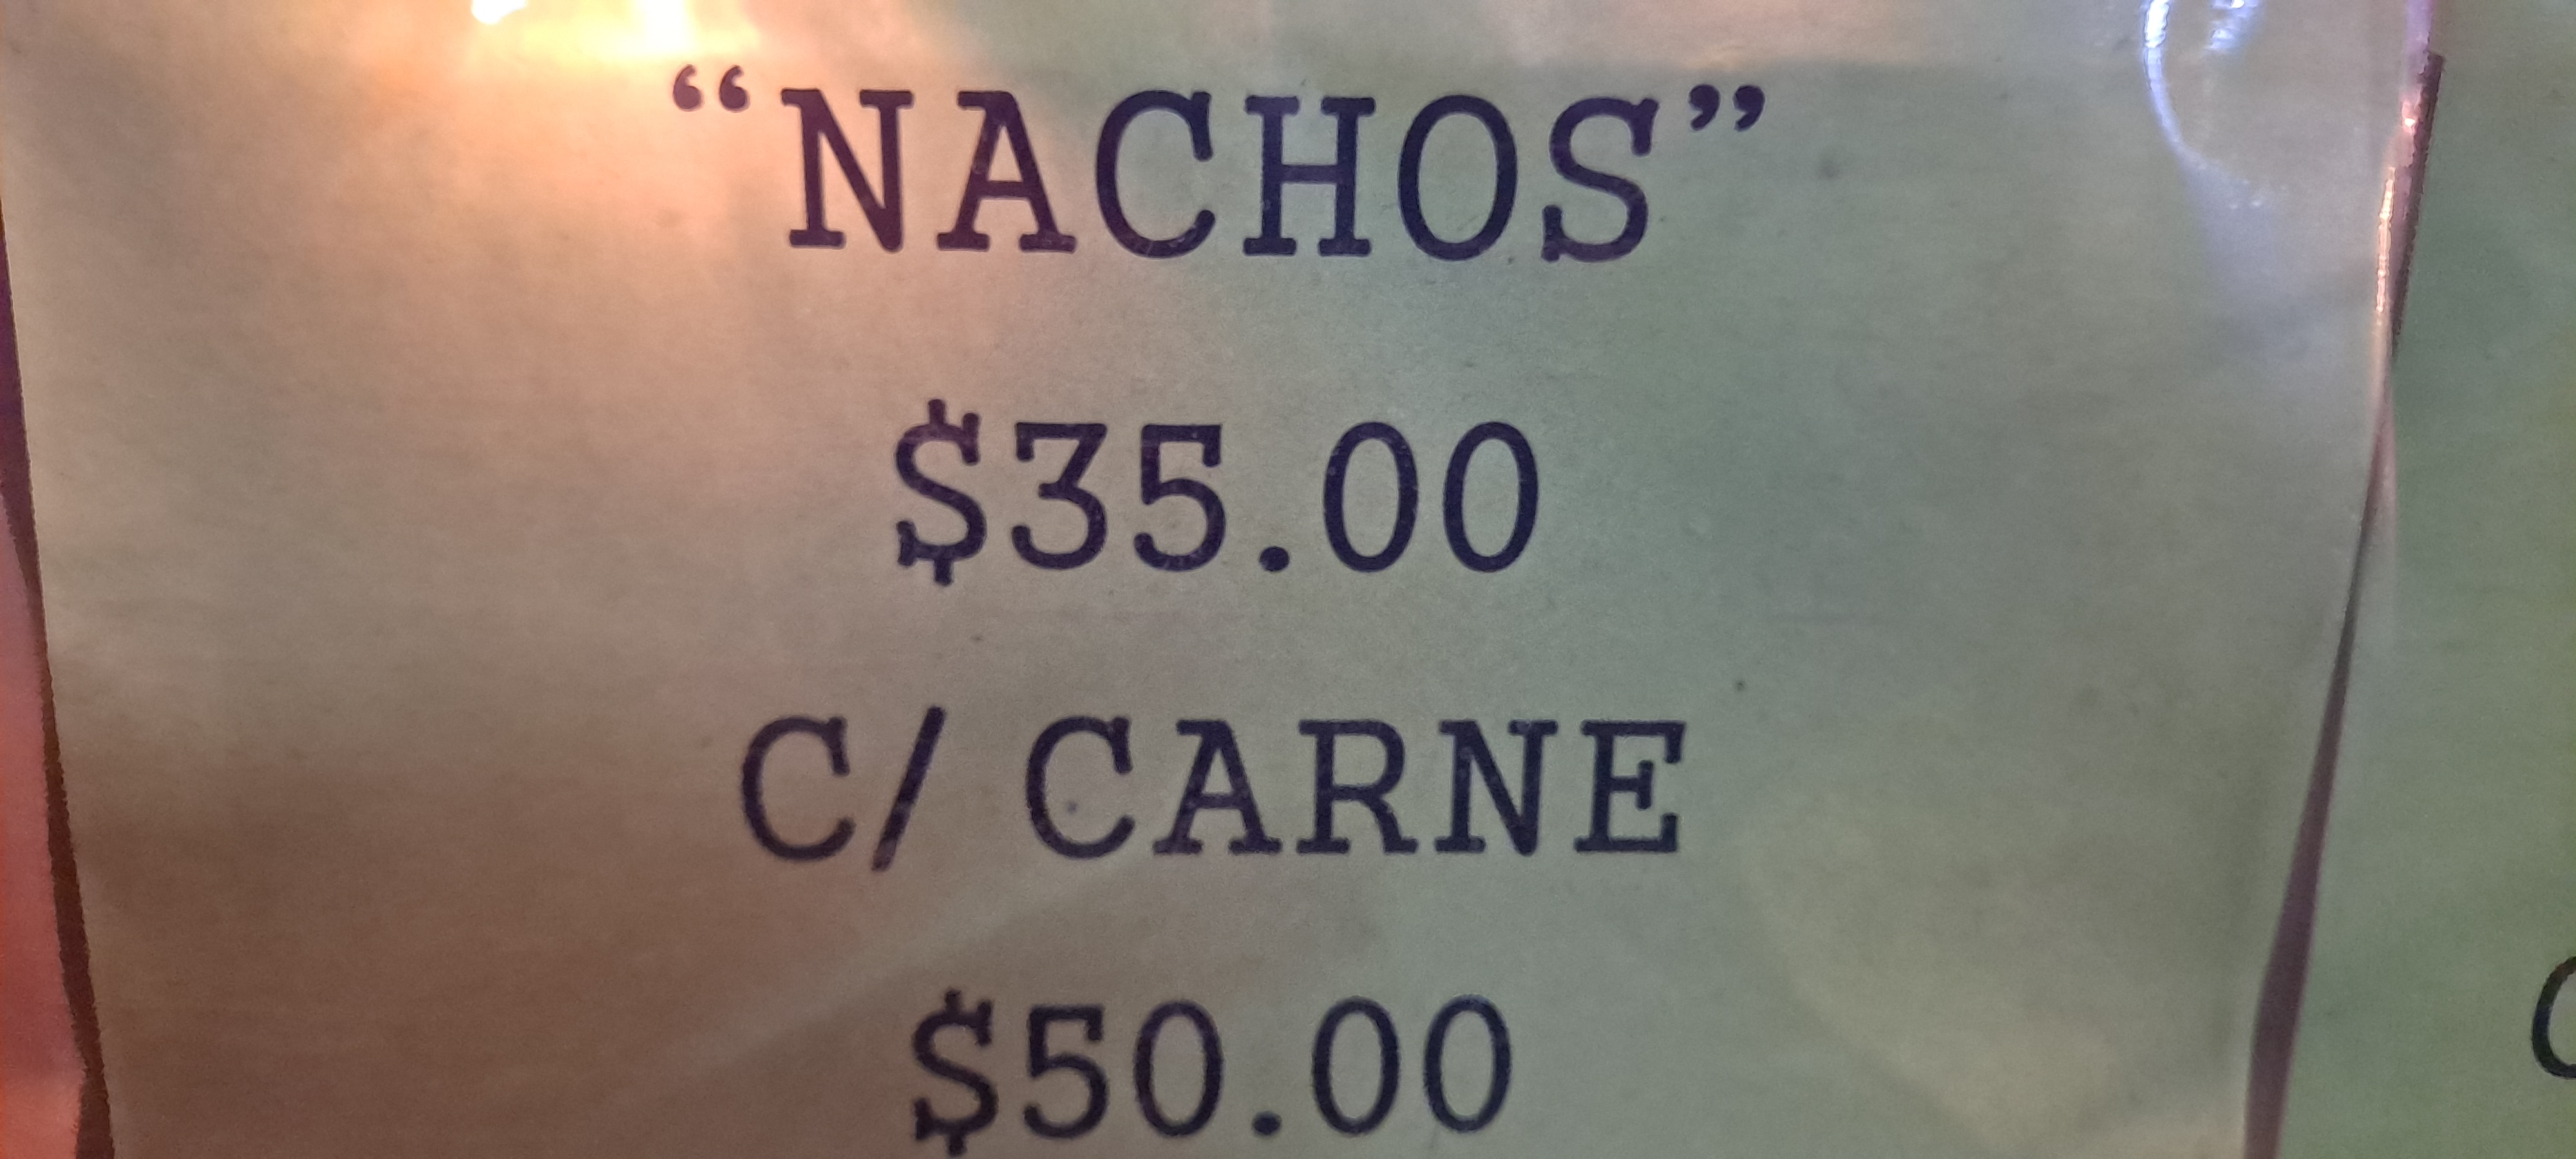 “NACHOS”
$35.00
C/ CARNE
$50.00